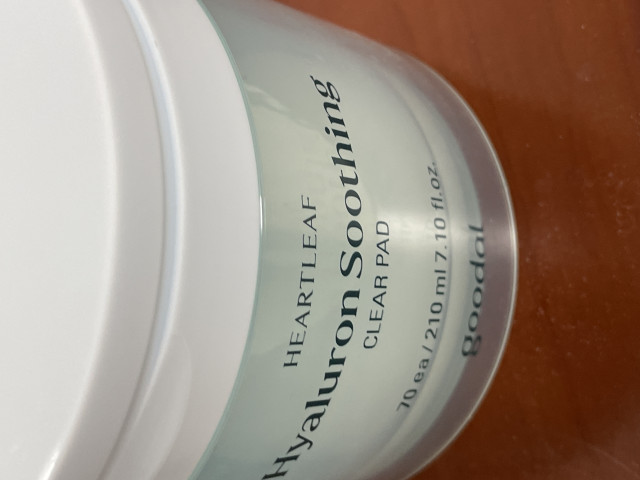 HEARTLEAF
Hyaluron Soothing
CLEAR PAD
70 ea / 210 ml 7.10 fl.oz.
goodal